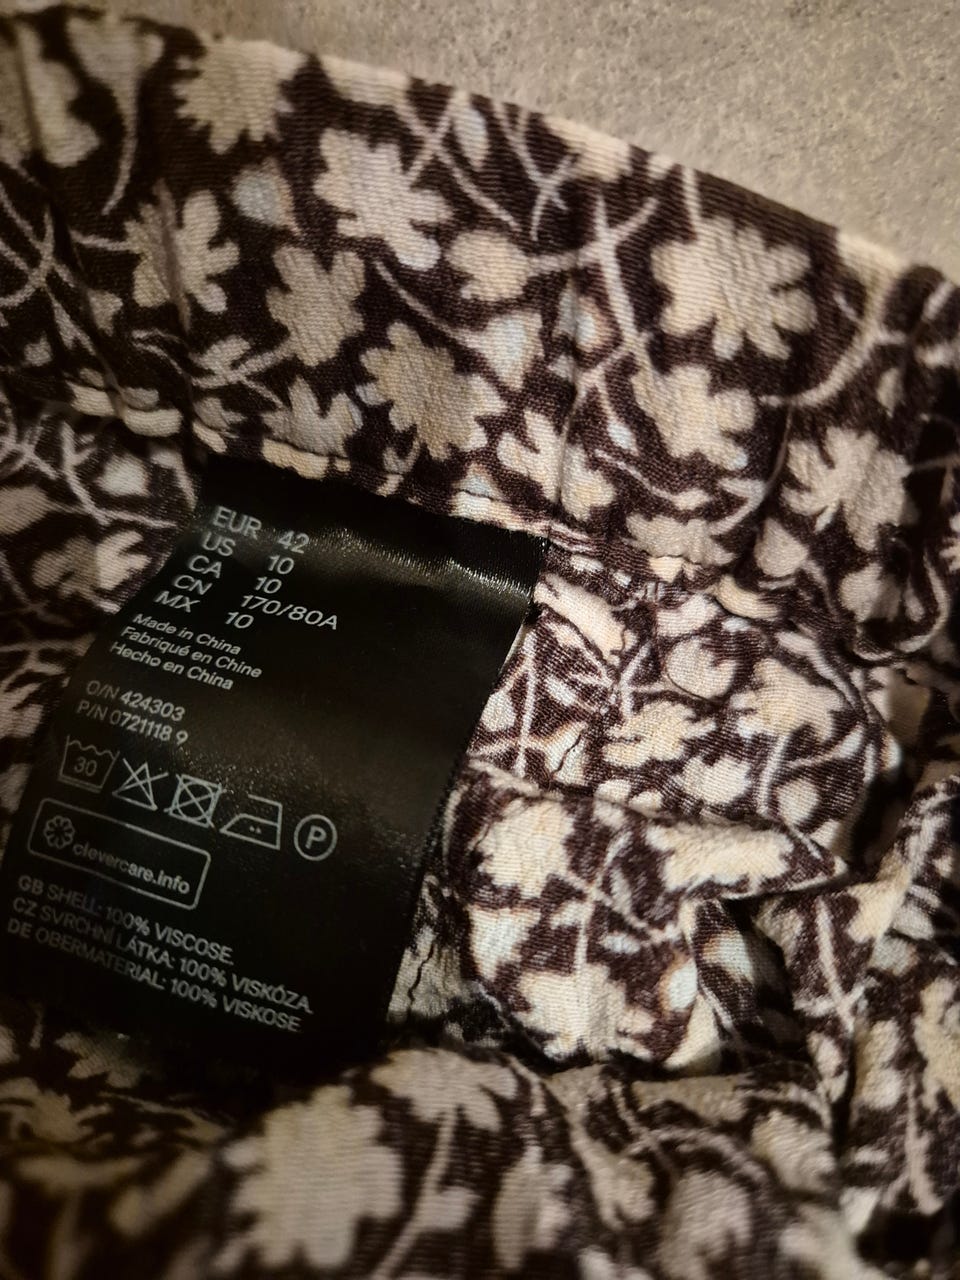 EUR 42
US 10
CA 10
CN 170/80A
MX 10
Made in China
Fabriqué en Chine
Hecho en China
O/N 424303
P/N 0721118 9
30
P
clevercare.info
GB SHELL: 100% VISCOSE
CZ SVRCHNÍ LÁTKA: 100% VISKÓZA
DE OBERMATERIAL: 100% VISKOSE